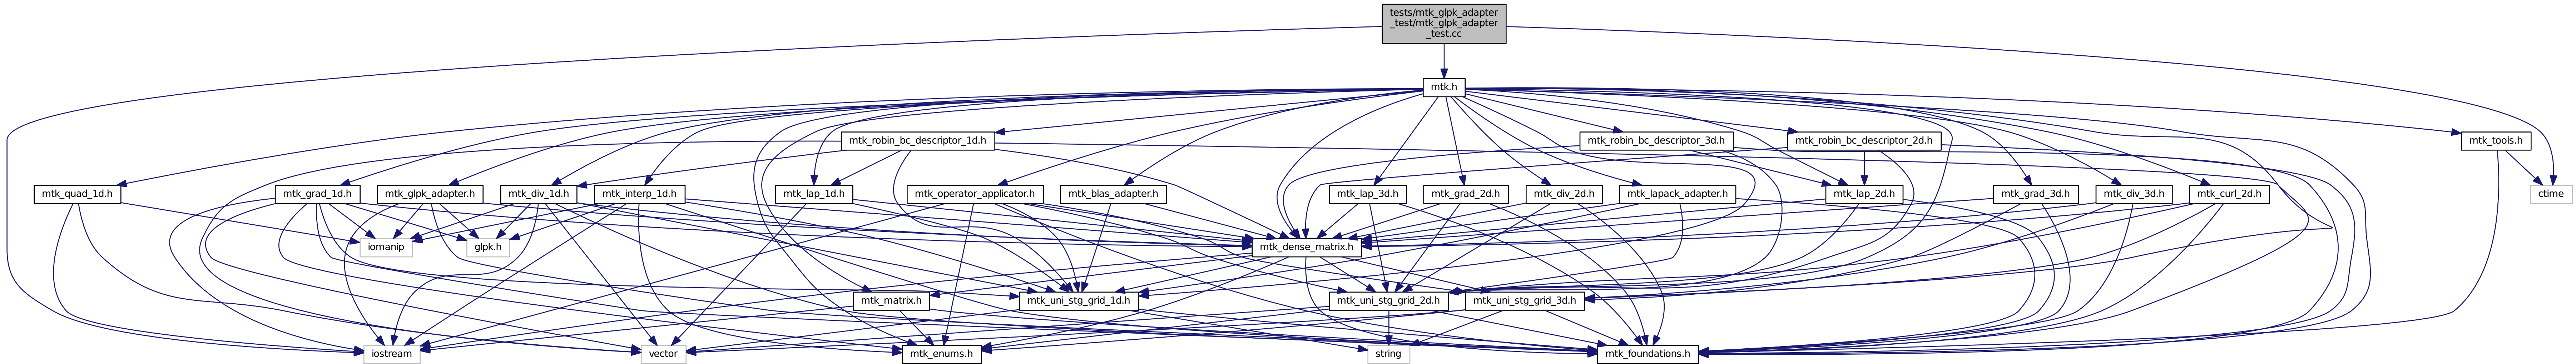 tests/mtk_glpk_adapter
_test/mtk_glpk_adapter
_test.cc
mtk.h
mtk_robin_bc_descriptor_1d.h
mtk_robin_bc_descriptor_3d.h
mtk_robin_bc_descriptor_2d.h
mtk_tools.h
mtk_quad_1d.h
mtk_grad_1d.h
mtk_glpk_adapter.h
mtk_div_1d.h
mtk_interp_1d.h
mtk_lap_1d.h
mtk_operator_applicator.h
mtk_blas_adapter.h
mtk_lap_3d.h
mtk_grad_2d.h
mtk_div_2d.h
mtk_lapack_adapter.h
mtk_lap_2d.h
mtk_grad_3d.h
mtk_div_3d.h
mtk_curl_2d.h
ctime
iomanip
glpk.h
mtk_dense_matrix.h
mtk_matrix.h
mtk_uni_stg_grid_1d.h
mtk_uni_stg_grid_2d.h
mtk_uni_stg_grid_3d.h
iostream
vector
mtk_enums.h
string
mtk_foundations.h